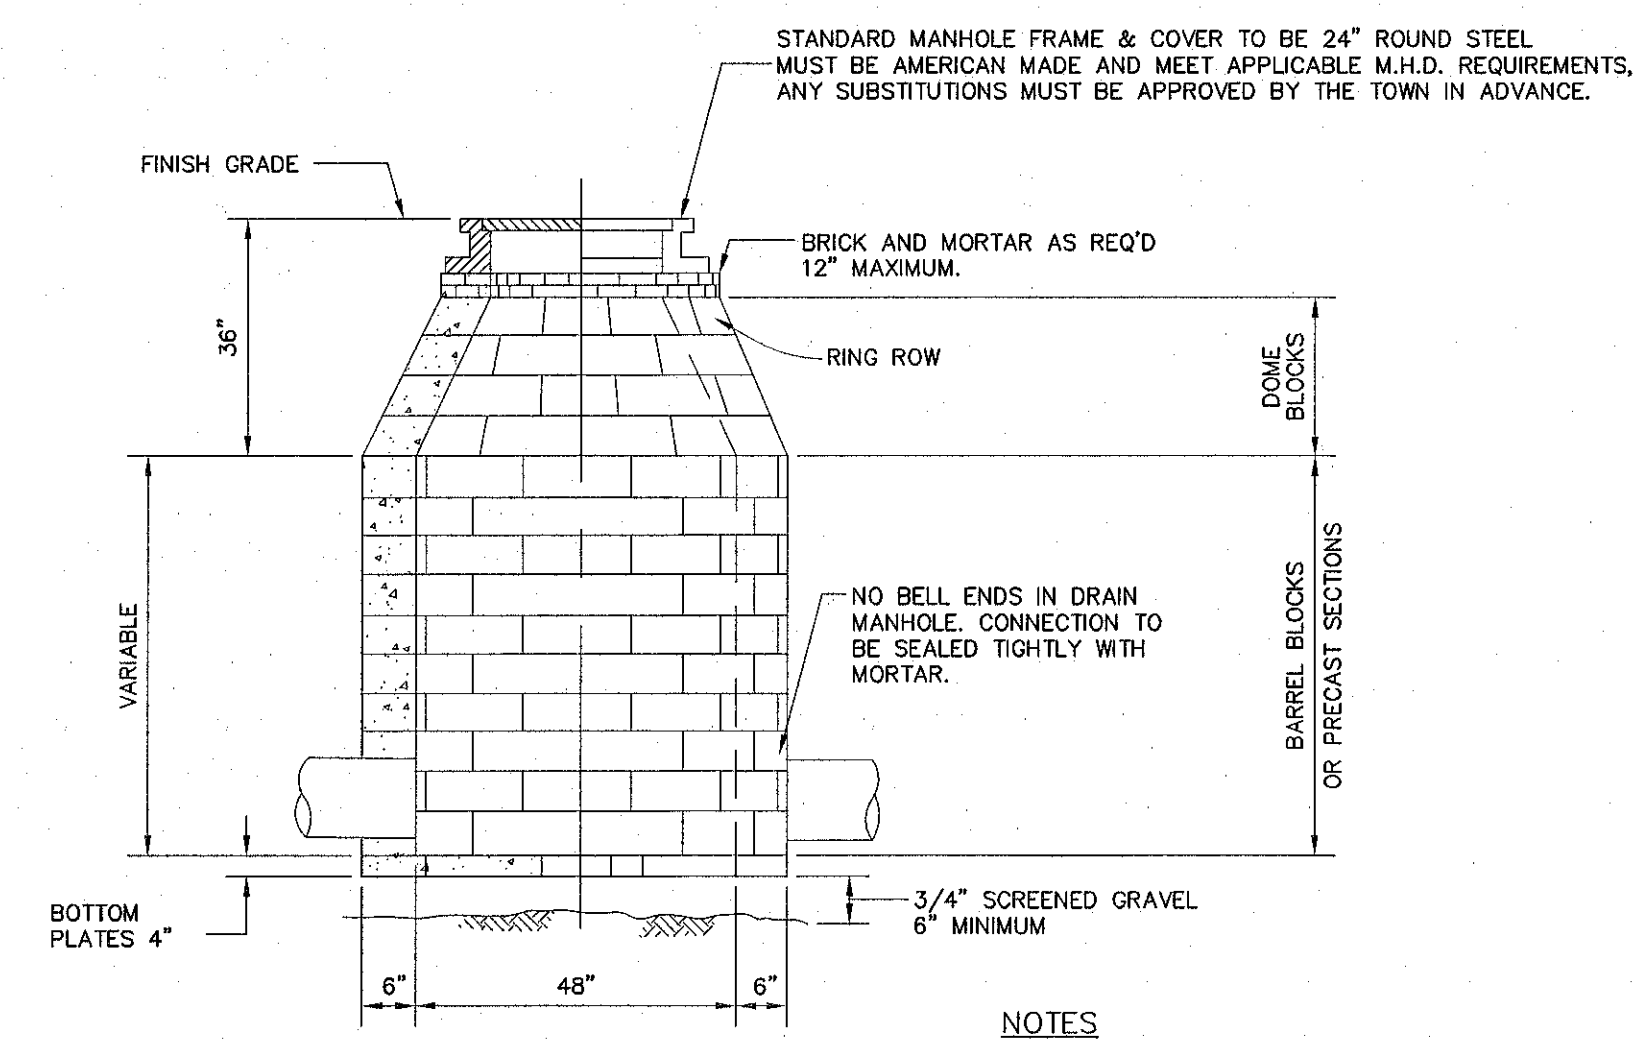 STANDARD MANHOLE FRAME & COVER TO BE 24" ROUND STEEL
MUST BE AMERICAN MADE AND MEET APPLICABLE M.H.D. REQUIREMENTS,
ANY SUBSTITUTIONS MUST BE APPROVED BY THE TOWN IN ADVANCE.
FINISH GRADE
BRICK AND MORTAR AS REQ'D
12" MAXIMUM.
36"
RING ROW
DOME
BLOCKS
VARIABLE
NO BELL ENDS IN DRAIN
MANHOLE. CONNECTION TO
BE SEALED TIGHTLY WITH
MORTAR.
BARREL BLOCKS
OR PRECAST SECTIONS
BOTTOM
PLATES 4"
3/4" SCREENED GRAVEL
6" MINIMUM
6"
48"
6"
NOTES